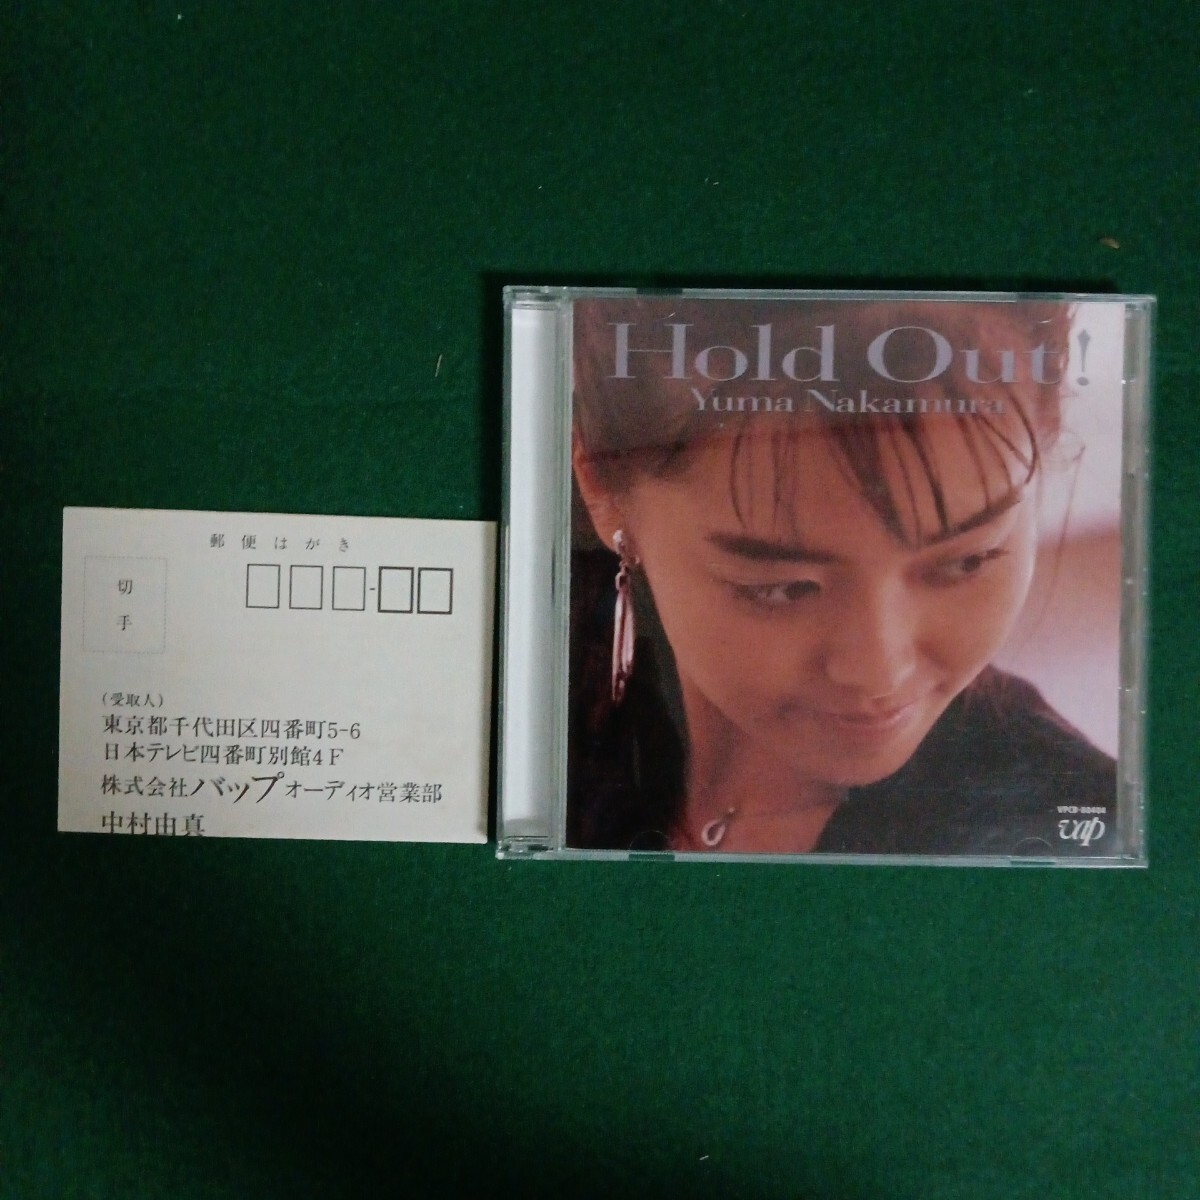 郵便はがき
切
手
(受取人)
東京都千代田区四番町5-6
日本テレビ四番町別館4F
株式会社バップオーディオ営業部
中村由真
Hold Out!
Yuma Nakamura
VPCB-80404
vap